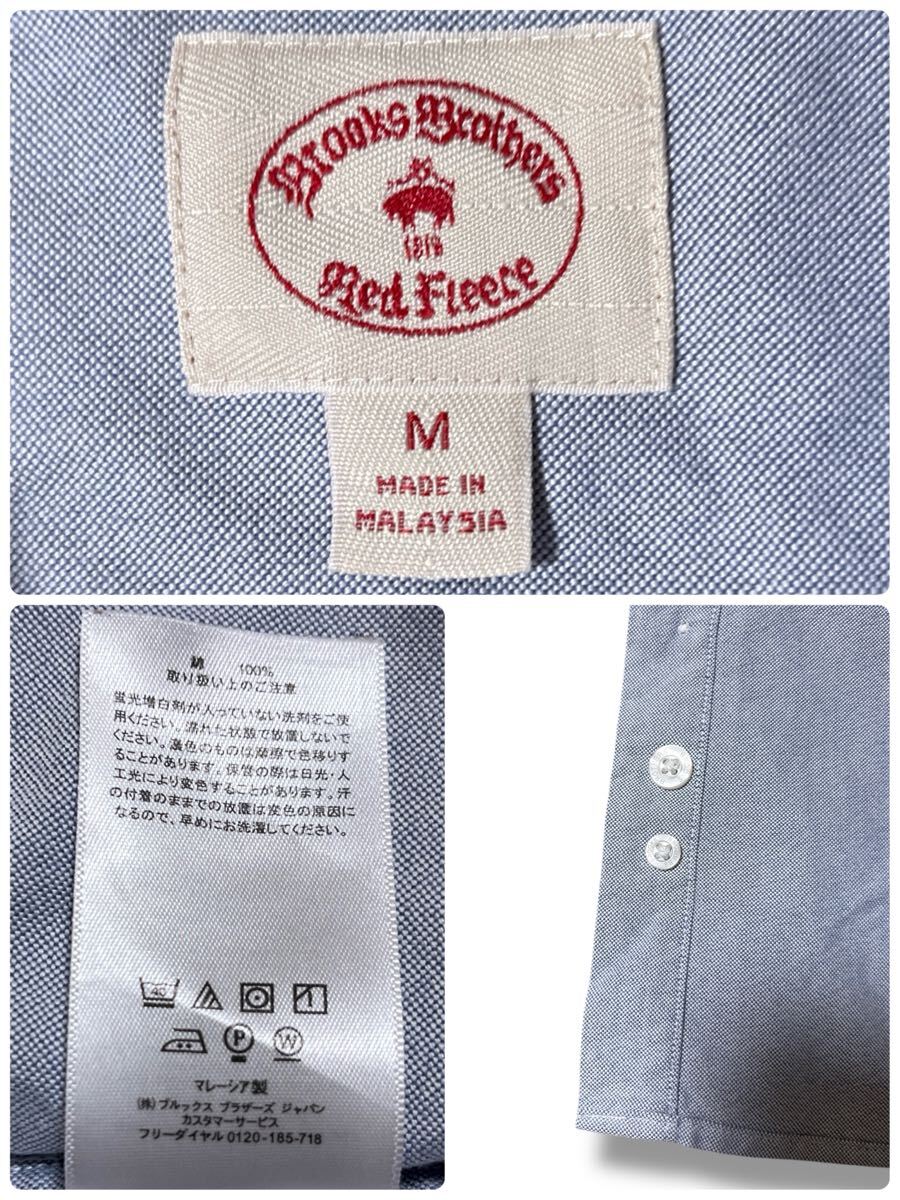 Brooks Brothers
1818
Red Fleece
M
MADE IN
MALAYSIA
綿 100%
取り扱い上のご注意
蛍光増白剤が入っていない洗剤をご使
用ください。濡れた状態で放置しないで
ください。濃色のものは摩擦で色移りす
ることがあります。保管の際は日光・人
工光により変色することがあります。汗
の付着のままでの放置は変色の原因に
なるので、早めにお洗濯してください。
40
1
P W
マレーシア製
(株) ブルックス ブラザーズ ジャパン
カスタマーサービス
フリーダイヤル 0120-185-718